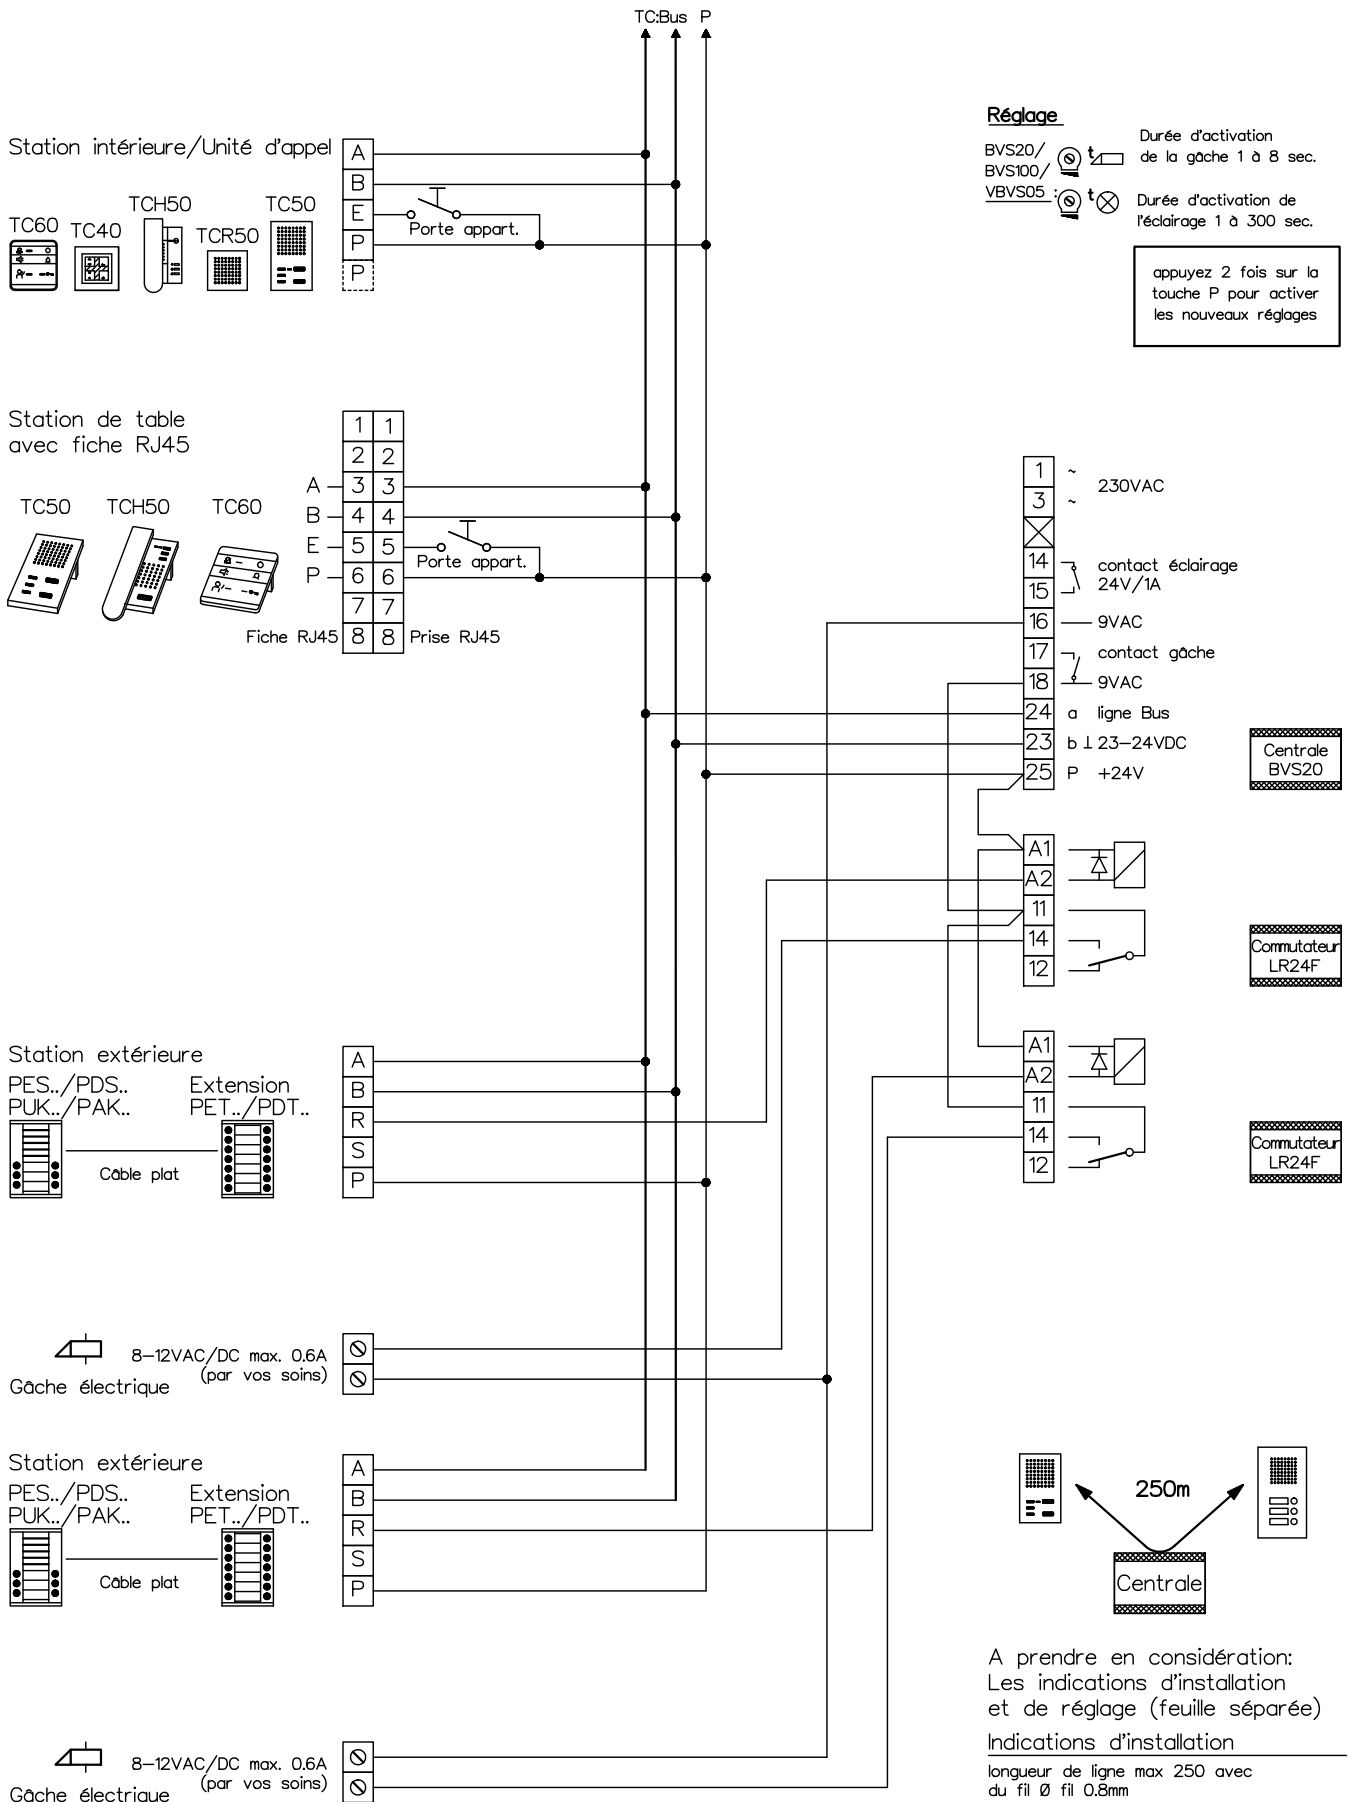 TC:Bus P
Réglage
BVS20/
BVS100/
VBVS05 :
t
Durée d'activation
de la gâche 1 à 8 sec.
t
Durée d'activation de
l'éclairage 1 à 300 sec.
appuyez 2 fois sur la
touche P pour activer
les nouveaux réglages
Station intérieure/Unité d'appel
TC60
TC40
TCH50
TCR50
TC50
A
B
E
P
P
Porte appart.
Station de table
avec fiche RJ45
TC50
TCH50
TC60
1 1
2 2
A 3 3
B 4 4
E 5 5
P 6 6
7 7
Fiche RJ45 8 8 Prise RJ45
Porte appart.
1 ~
230VAC
3 ~
14
contact éclairage
15
24V/1A
16 9VAC
17 contact gâche
18 9VAC
24 a ligne Bus
23 b ⊥ 23-24VDC
25 P +24V
Centrale
BVS20
A1
A2
11
14
12
Commutateur
LR24F
A1
A2
11
14
12
Commutateur
LR24F
Station extérieure
PES../PDS..
PUK../PAK..
Extension
PET../PDT..
Câble plat
A
B
R
S
P
8-12VAC/DC max. 0.6A
(par vos soins)
Gâche électrique
Station extérieure
PES../PDS..
PUK../PAK..
Extension
PET../PDT..
Câble plat
A
B
R
S
P
250m
Centrale
A prendre en considération:
Les indications d'installation
et de réglage (feuille séparée)
Indications d'installation
longueur de ligne max 250 avec
du fil Ø fil 0.8mm
8-12VAC/DC max. 0.6A
(par vos soins)
Gâche électrique